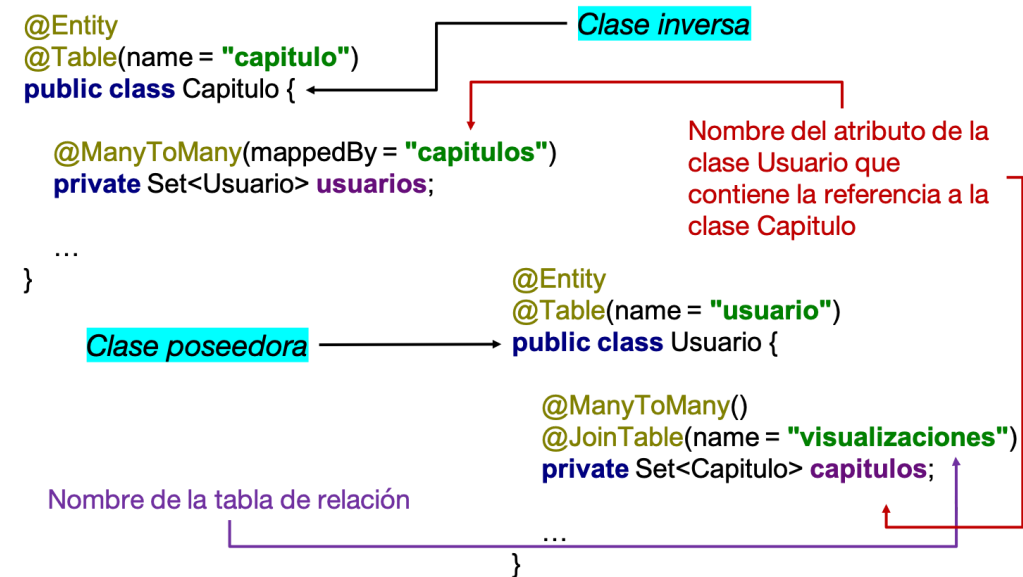 @Entity
Clase inversa
@Table(name = "capitulo")
public class Capitulo {
Nombre del atributo de la
clase Usuario que
contiene la referencia a la
clase Capitulo
@ManyToMany(mappedBy = "capitulos")
private Set<Usuario> usuarios;
...
}
@Entity
@Table(name = "usuario")
Clase poseedora
public class Usuario {
@ManyToMany()
@JoinTable(name = "visualizaciones")
private Set<Capitulo> capitulos;
Nombre de la tabla de relación
...
}